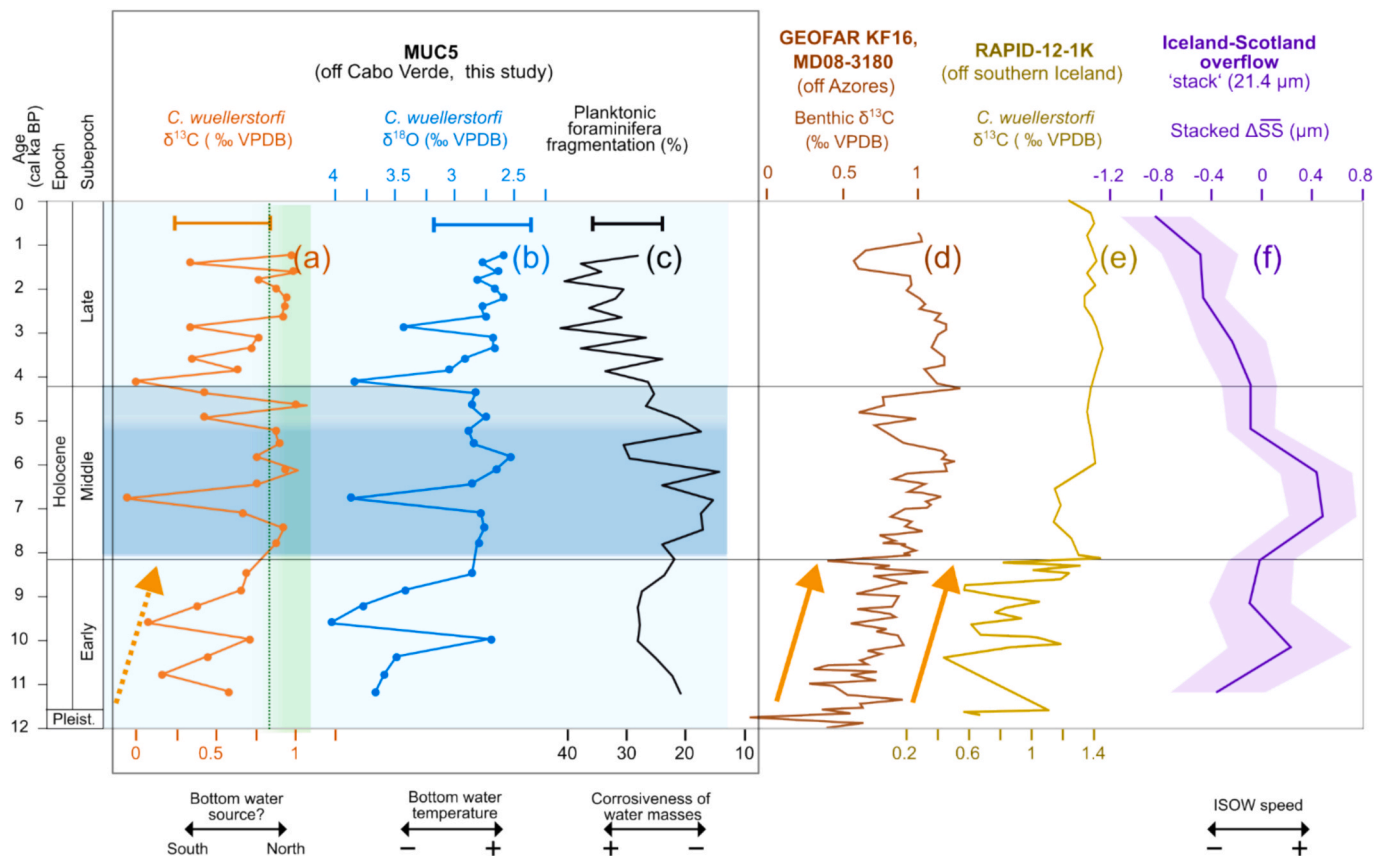 MUC5
(off Cabo Verde, this study)
C. wuellerstorfi
δ13C ( ‰ VPDB)
C. wuellerstorfi
δ18O (‰ VPDB)
Planktonic
foraminifera
fragmentation (%)
GEOFAR KF16,
MD08-3180
(off Azores)
Benthic δ13C
(‰ VPDB)
RAPID-12-1K
(off southern Iceland)
C. wuellerstorfi
δ13C ( ‰ VPDB)
Iceland-Scotland
overflow
'stack' (21.4 μm)
Stacked ΔSS (μm)
Age
(cal ka BP)
Epoch
Subepoch
4 3.5 3 2.5
0 0.5 1
-1.2 -0.8 -0.4 0 0.4 0.8
0
1
2
3
4
5
6
7
8
9
10
11
12
Holocene
Late
Middle
Early
Pleist.
(a)
(b)
(c)
(d)
(e)
(f)
0 0.5 1
40 30 20 10
0.2 0.6 1 1.4
Bottom water
source?
South North
Bottom water
temperature
− +
Corrosiveness of
water masses
+ −
ISOW speed
− +